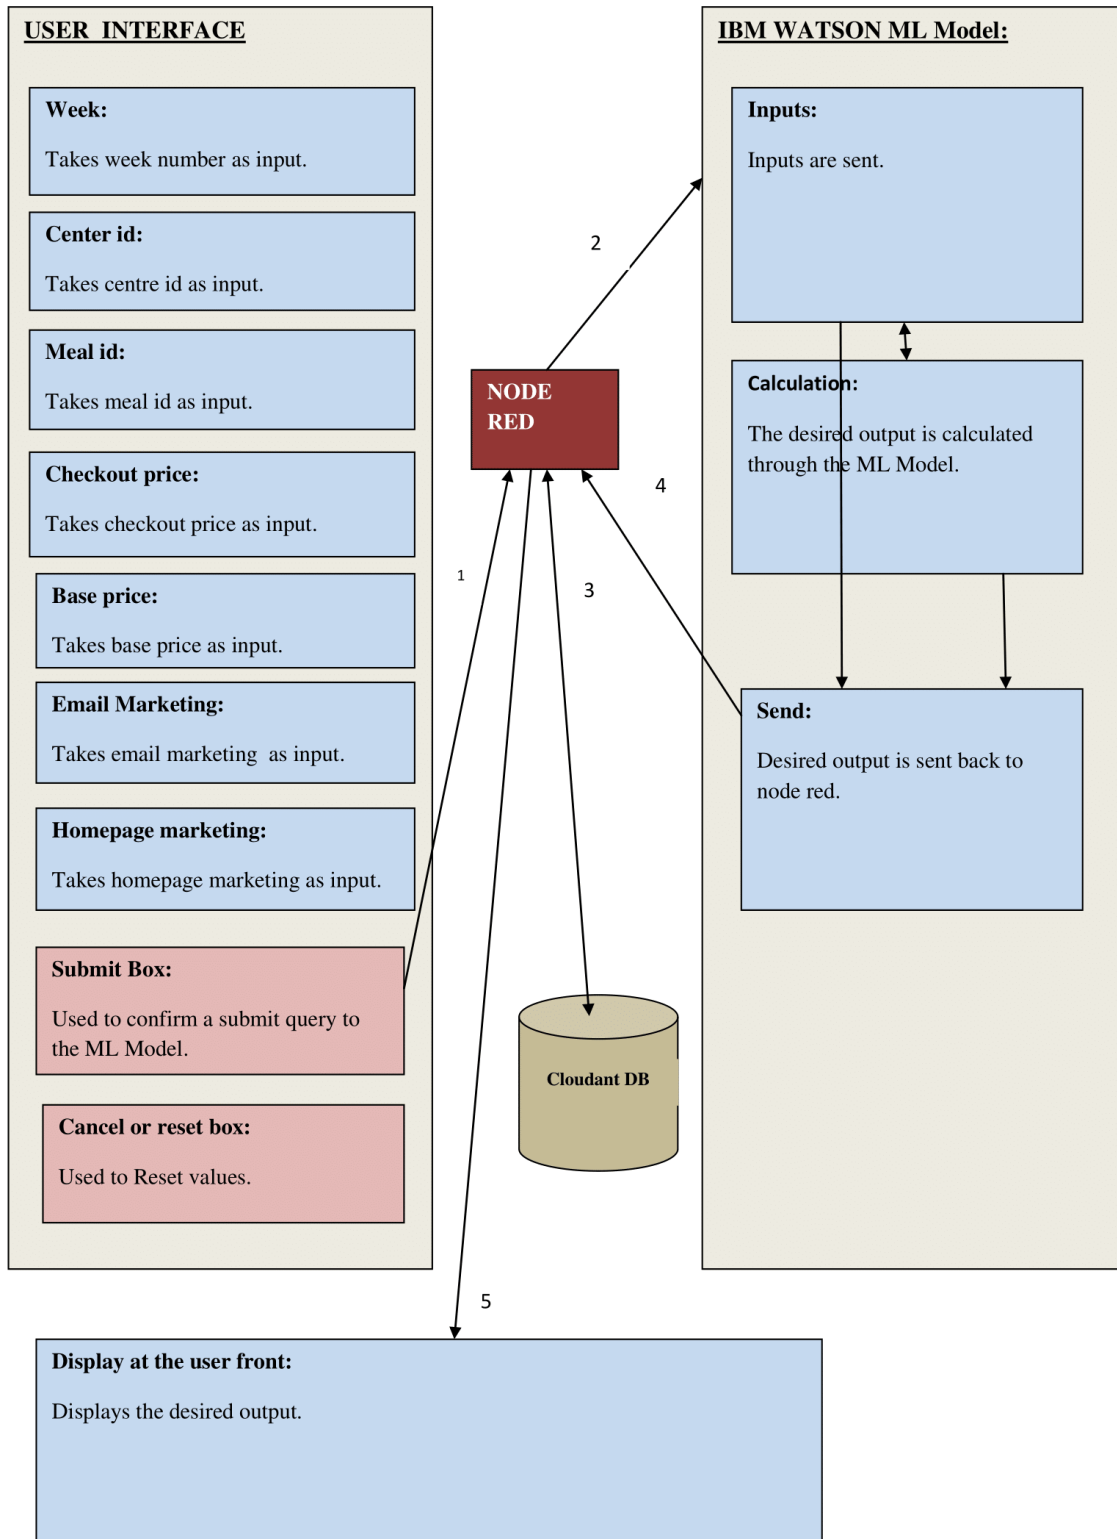 USER INTERFACE
Week:
Takes week number as input.
Center id:
Takes centre id as input.
Meal id:
Takes meal id as input.
Checkout price:
Takes checkout price as input.
Base price:
Takes base price as input.
Email Marketing:
Takes email marketing as input.
Homepage marketing:
Takes homepage marketing as input.
Submit Box:
Used to confirm a submit query to
the ML Model.
Cancel or reset box:
Used to Reset values.
1
2
NODE
RED
3
4
Cloudant DB
5
IBM WATSON ML Model:
Inputs:
Inputs are sent.
Calculation:
The desired output is calculated
through the ML Model.
Send:
Desired output is sent back to
node red.
Display at the user front:
Displays the desired output.